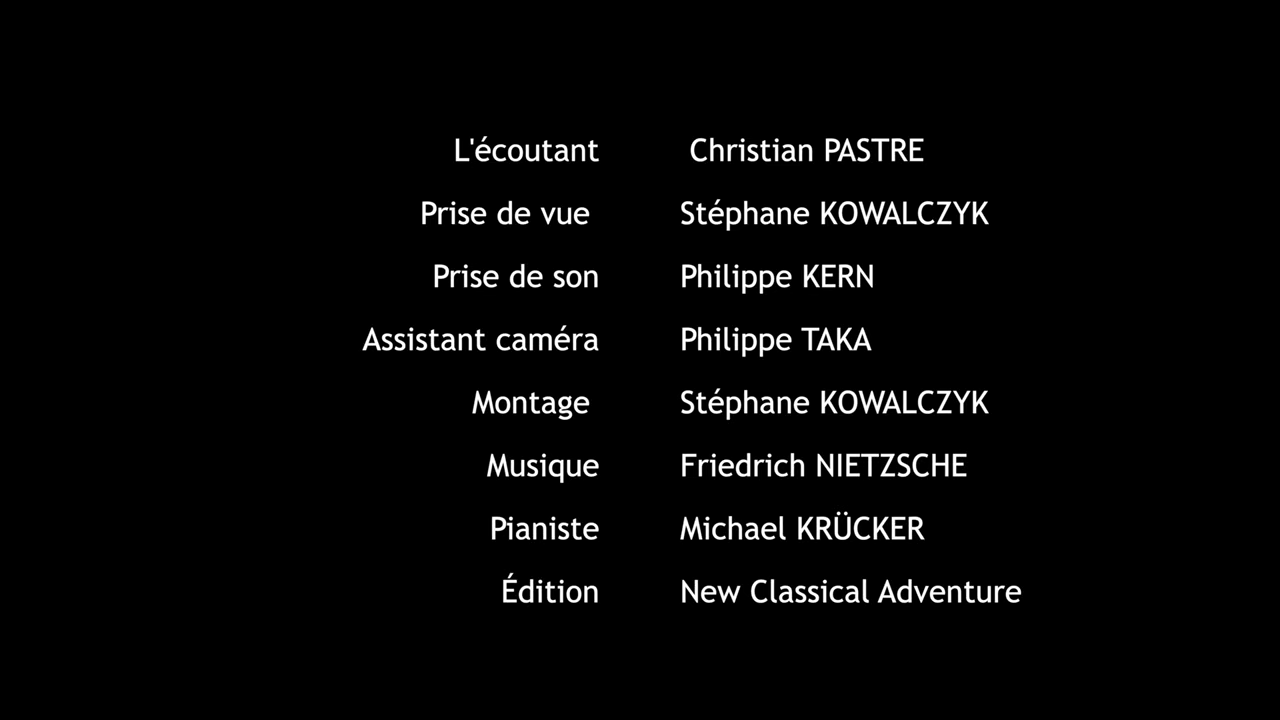 L'écoutant Christian PASTRE
Prise de vue Stéphane KOWALCZYK
Prise de son Philippe KERN
Assistant caméra Philippe TAKA
Montage Stéphane KOWALCZYK
Musique Friedrich NIETZSCHE
Pianiste Michael KRÜCKER
Édition New Classical Adventure